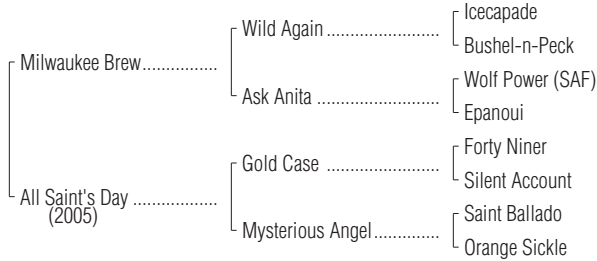 Icecapade
Wild Again ........................
Bushel-n-Peck
Milwaukee Brew................
Wolf Power (SAF)
Ask Anita ..........................
Epanoui
Forty Niner
Gold Case ........................
Silent Account
All Saint's Day .................
(2005)
Saint Ballado
Mysterious Angel..............
Orange Sickle